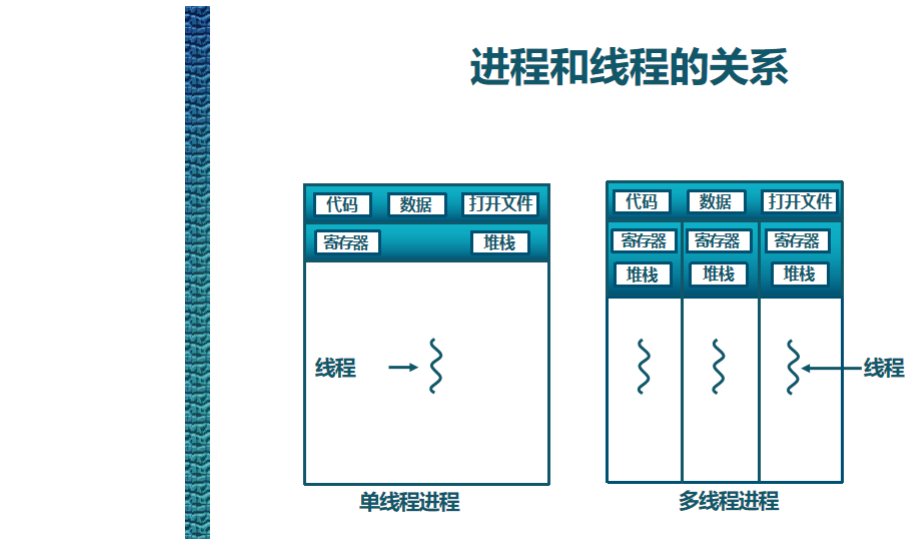 进程和线程的关系
代码 数据 打开文件
寄存器 堆栈
线程
单线程进程
代码 数据 打开文件
寄存器 寄存器 寄存器
堆栈 堆栈 堆栈
线程
多线程进程